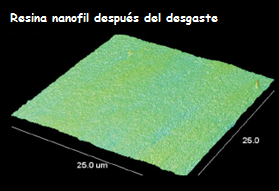 Resina nanofil después del desgaste
25.0
25.0 um